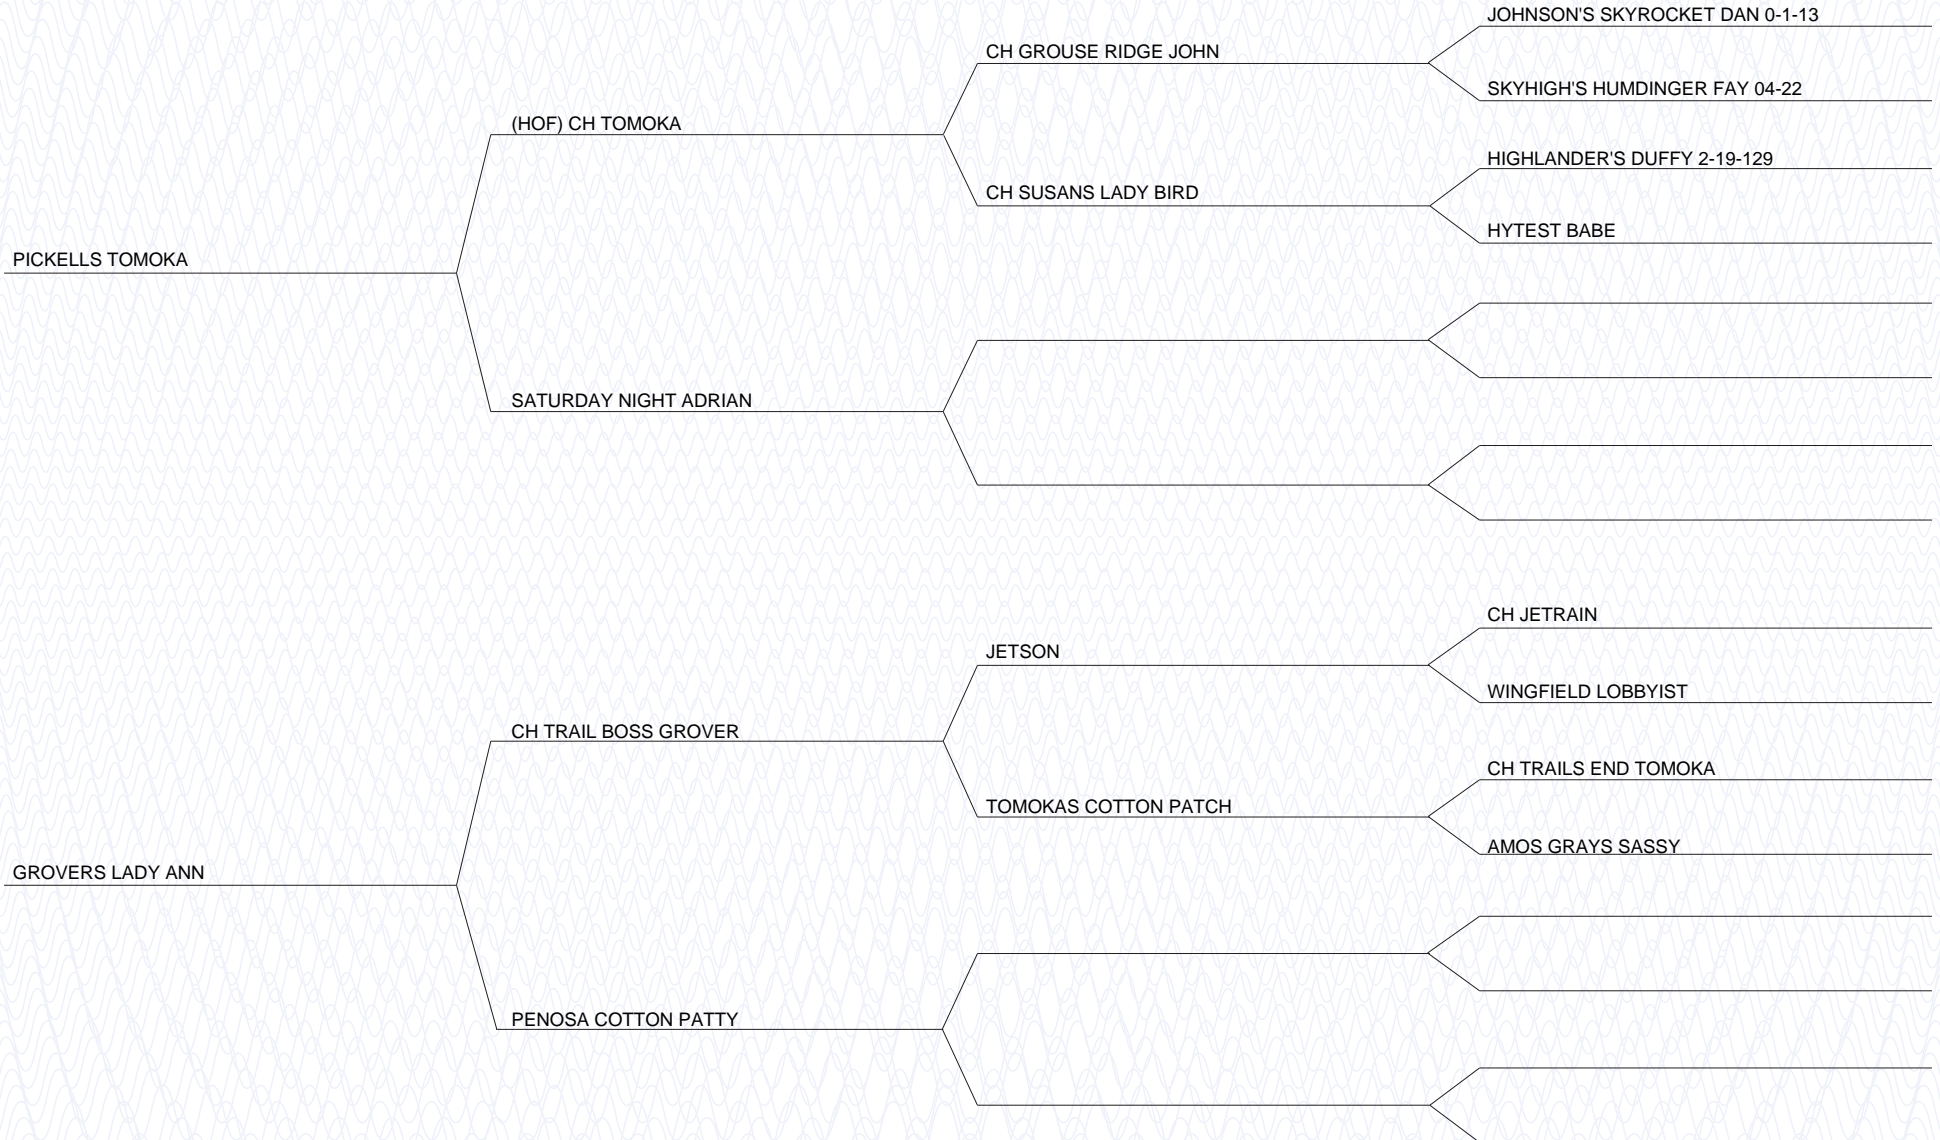 JOHNSON'S SKYROCKET DAN 0-1-13
CH GROUSE RIDGE JOHN
SKYHIGH'S HUMDINGER FAY 04-22
(HOF) CH TOMOKA
HIGHLANDER'S DUFFY 2-19-129
CH SUSANS LADY BIRD
HYTEST BABE
PICKELLS TOMOKA
SATURDAY NIGHT ADRIAN
CH JETRAIN
JETSON
WINGFIELD LOBBYIST
CH TRAIL BOSS GROVER
CH TRAILS END TOMOKA
TOMOKAS COTTON PATCH
AMOS GRAYS SASSY
GROVERS LADY ANN
PENOSA COTTON PATTY